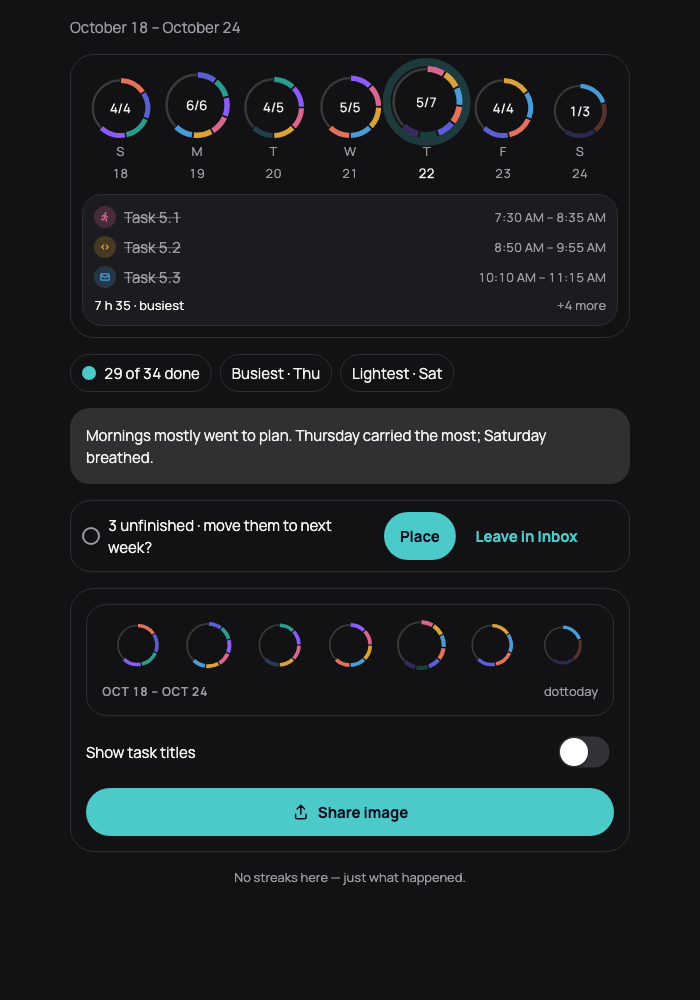 October 18 – October 24
4/4
6/6
4/5
5/5
5/7
4/4
1/3
S
M
T
W
T
F
S
18
19
20
21
22
23
24
Task 5.1
7:30 AM – 8:35 AM
Task 5.2
8:50 AM – 9:55 AM
Task 5.3
10:10 AM – 11:15 AM
7 h 35 · busiest
+4 more
29 of 34 done
Busiest · Thu
Lightest · Sat
Mornings mostly went to plan. Thursday carried the most; Saturday
breathed.
3 unfinished · move them to next
week?
Place
Leave in Inbox
OCT 18 – OCT 24
dottoday
Show task titles
Share image
No streaks here — just what happened.